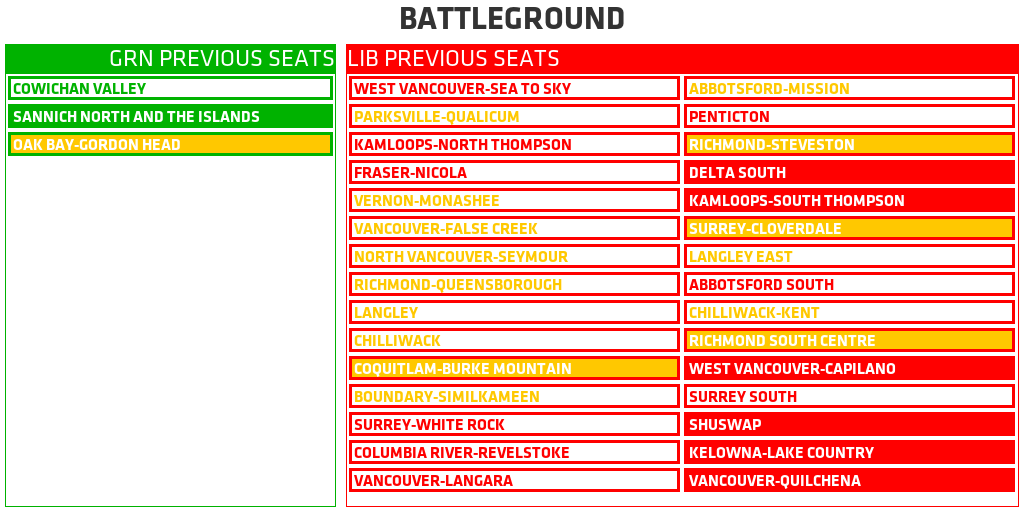 BATTLEGROUND
GRN PREVIOUS SEATS
COWICHAN VALLEY
SANNICH NORTH AND THE ISLANDS
OAK BAY-GORDON HEAD
LIB PREVIOUS SEATS
WEST VANCOUVER-SEA TO SKY
PARKSVILLE-QUALICUM
KAMLOOPS-NORTH THOMPSON
FRASER-NICOLA
VERNON-MONASHEE
VANCOUVER-FALSE CREEK
NORTH VANCOUVER-SEYMOUR
RICHMOND-QUEENSBOROUGH
LANGLEY
CHILLIWACK
COQUITLAM-BURKE MOUNTAIN
BOUNDARY-SIMILKAMEEN
SURREY-WHITE ROCK
COLUMBIA RIVER-REVELSTOKE
VANCOUVER-LANGARA
ABBOTSFORD-MISSION
PENTICTON
RICHMOND-STEVESTON
DELTA SOUTH
KAMLOOPS-SOUTH THOMPSON
SURREY-CLOVERDALE
LANGLEY EAST
ABBOTSFORD SOUTH
CHILLIWACK-KENT
RICHMOND SOUTH CENTRE
WEST VANCOUVER-CAPILANO
SURREY SOUTH
SHUSWAP
KELOWNA-LAKE COUNTRY
VANCOUVER-QUILCHENA